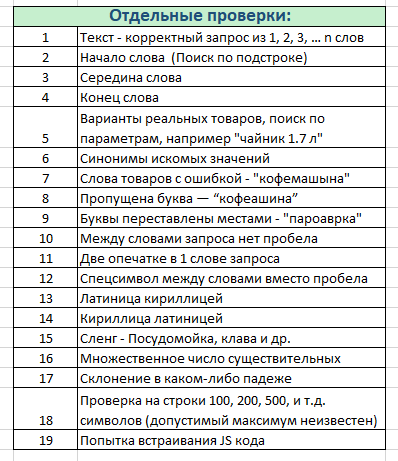 Отдельные проверки:
1 Текст - корректный запрос из 1, 2, 3, ... n слов
2 Начало слова  (Поиск по подстроке)
3 Середина слова
4 Конец слова
Варианты реальных товаров, поиск по
5 параметрам, например "чайник 1.7 л"
6 Синонимы искомых значений
7 Слова товаров с ошибкой - "кофемашына"
8 Пропущена буква — “кофеашина”
9 Буквы переставлены местами - "пароаврка"
10 Между словами запроса нет пробела
11 Две опечатке в 1 слове запроса
12 Спецсимвол между словами вместо пробела
13 Латиница кириллицей
14 Кириллица латиницей
15 Сленг - Посудомойка, клава и др.
16 Множественное число существительных
17 Склонение в каком-либо падеже
Проверка на строки 100, 200, 500, и т.д.
18 символов (допустимый максимум неизвестен)
19 Попытка встраивания JS кода